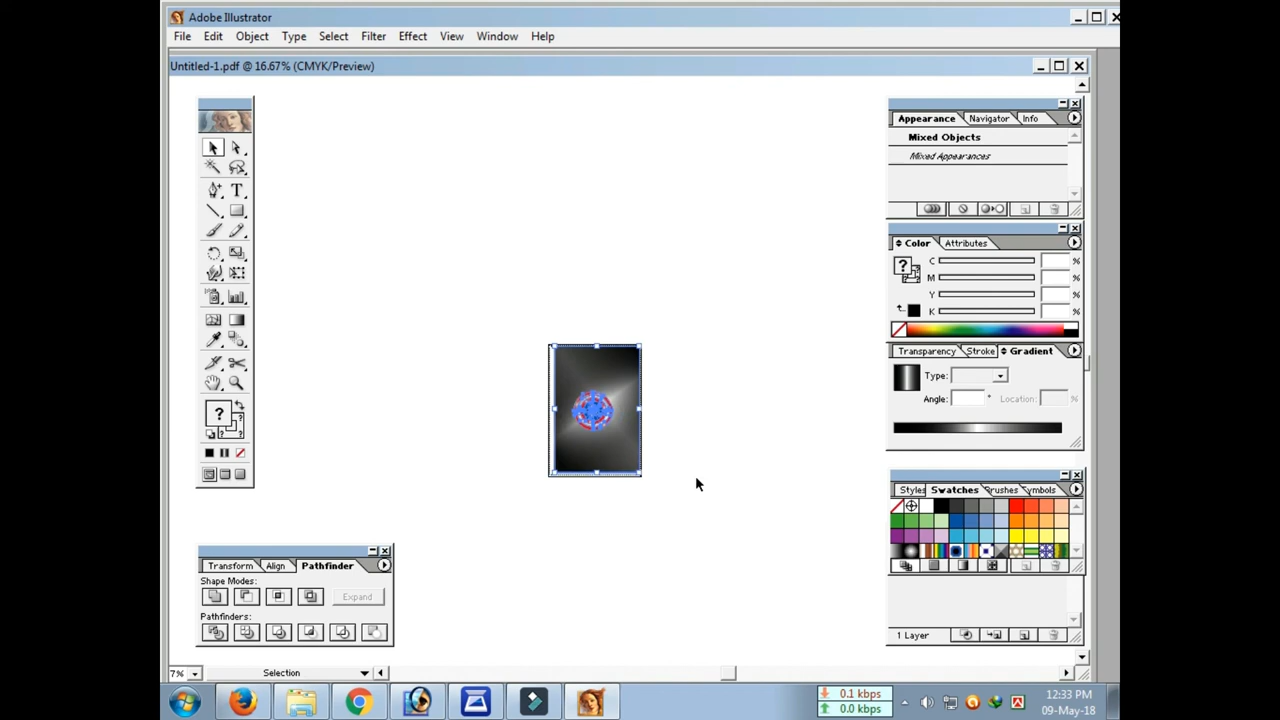 Adobe Illustrator
File Edit Object Type Select Filter Effect View Window Help
Untitled-1.pdf @ 16.67% (CMYK/Preview)
Appearance Navigator Info
Mixed Objects
Mixed Appearances
Color Attributes
C %
M %
Y %
K %
Transparency Stroke Gradient
Type:
Angle: ° Location: %
Styles Swatches Brushes Symbols
1 Layer
Transform Align Pathfinder
Shape Modes:
Expand
Pathfinders:
7% Selection
0.1 kbps
0.0 kbps
12:33 PM
09-May-18